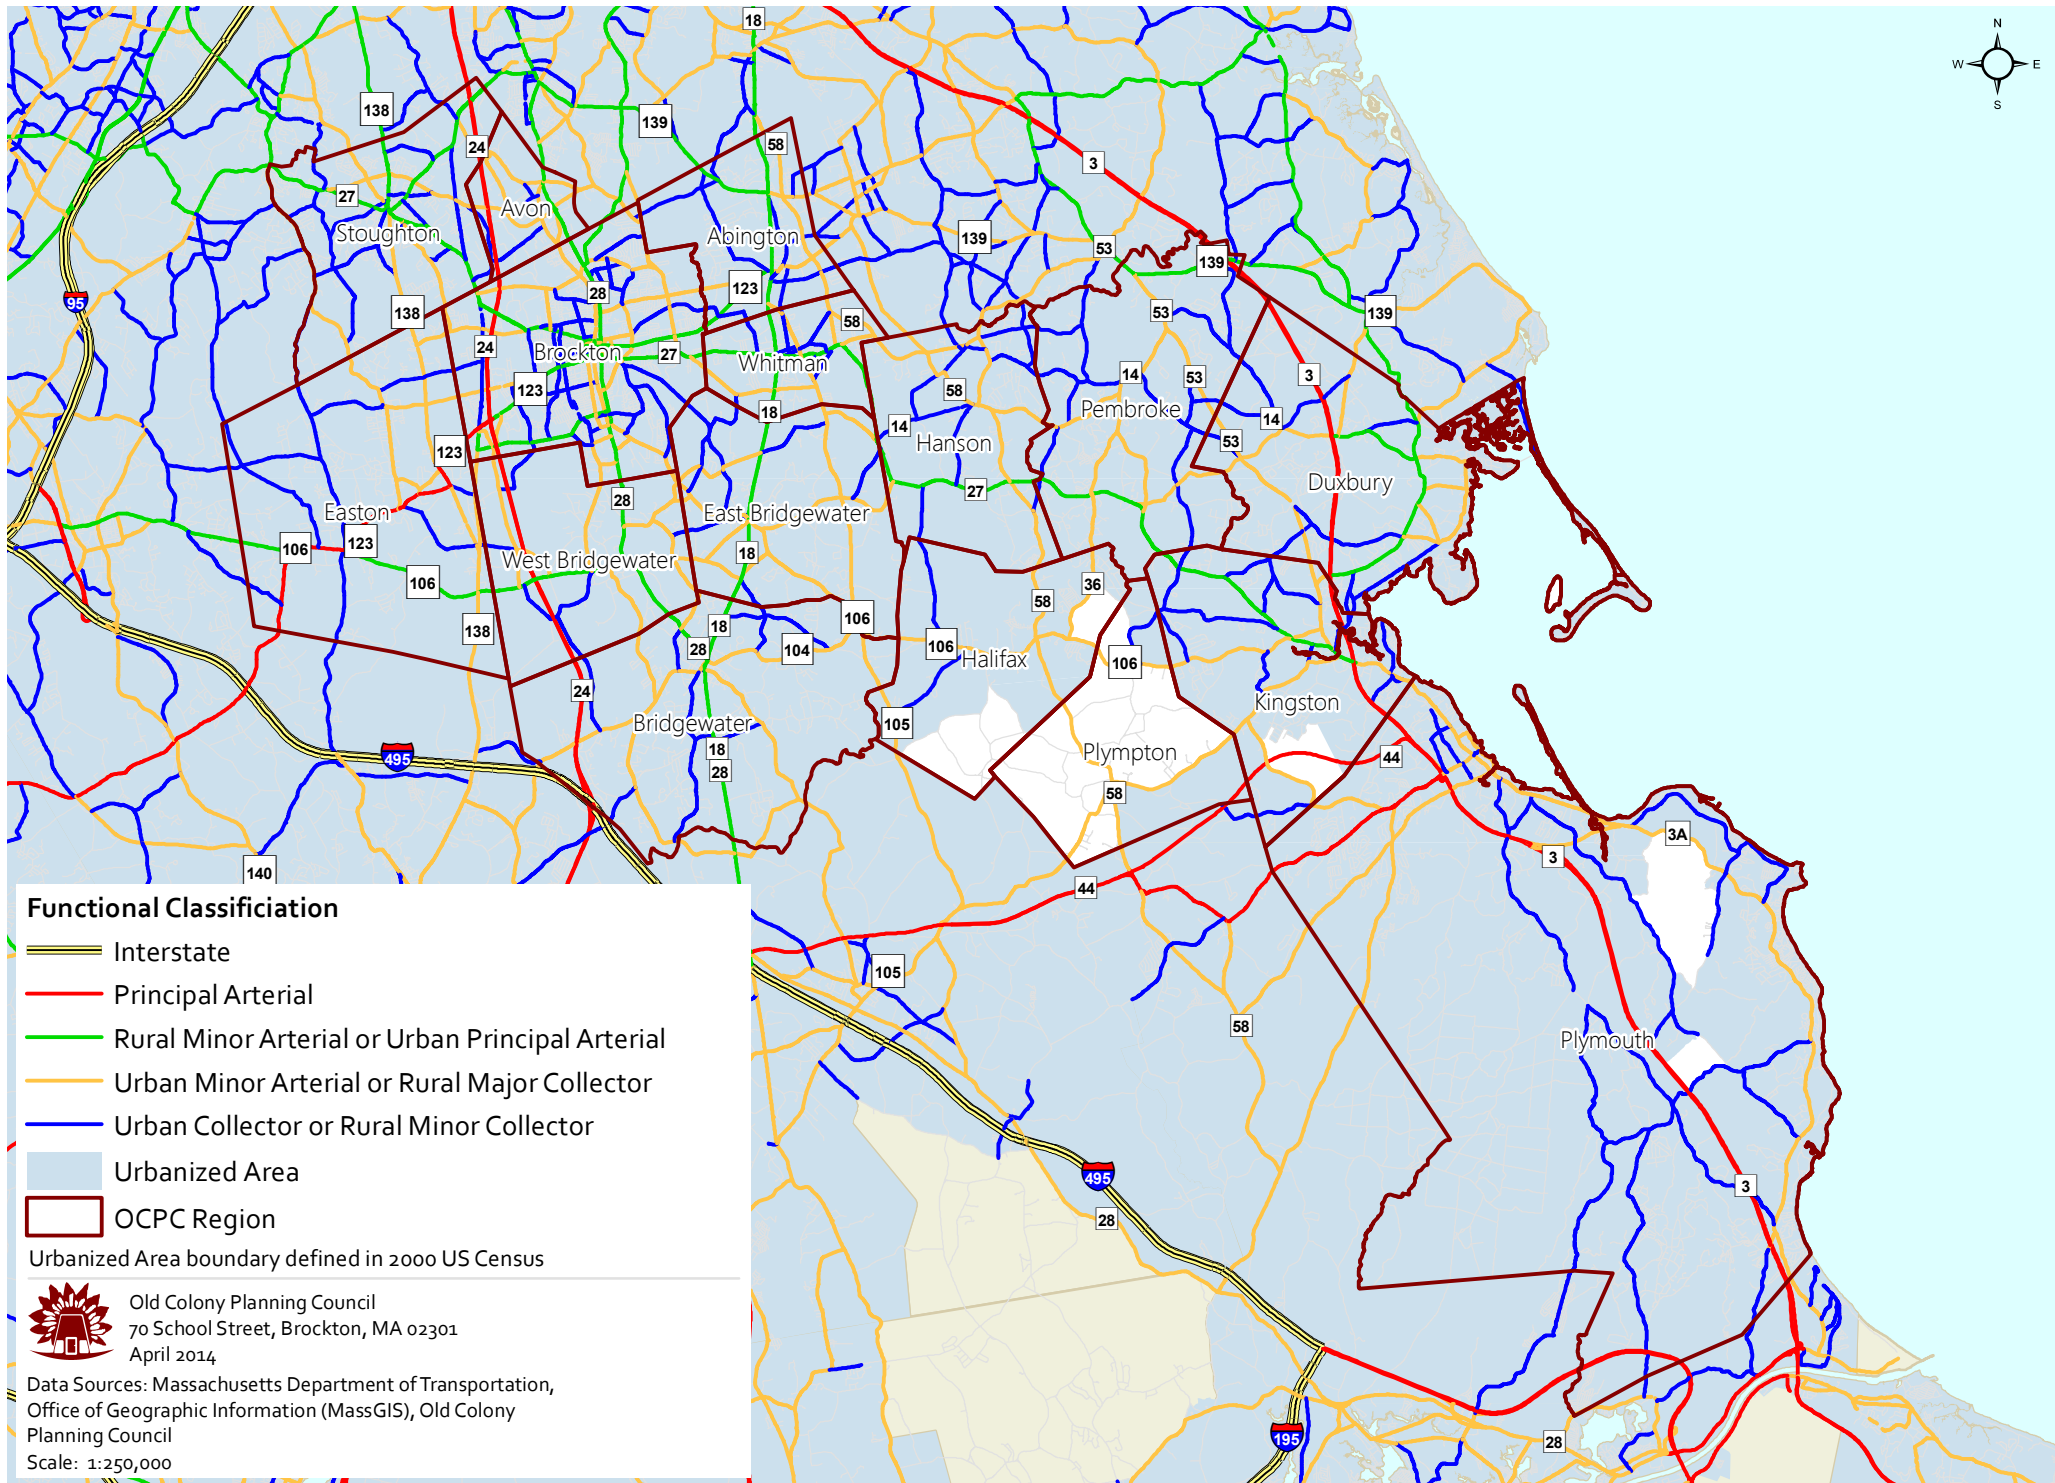 18
N
W E
S
138
139
24
58
3
27
Avon
Stoughton
Abington
139
53
139
123
95
28
138
53
139
58
24
Brockton
27
Whitman
123
58
14
53
3
Pembroke
18
14
14
Hanson
53
123
Duxbury
27
28
Easton
East Bridgewater
123
106
18
West Bridgewater
106
36
58
106
18
138
28
104
106
Halifax
106
24
Kingston
Bridgewater
105
18
Plympton
44
495
28
58
3A
3
140
44
105
58
Plymouth
495
3
28
195
28
Functional Classificiation
Interstate
Principal Arterial
Rural Minor Arterial or Urban Principal Arterial
Urban Minor Arterial or Rural Major Collector
Urban Collector or Rural Minor Collector
Urbanized Area
OCPC Region
Urbanized Area boundary defined in 2000 US Census
Old Colony Planning Council
70 School Street, Brockton, MA 02301
April 2014
Data Sources: Massachusetts Department of Transportation,
Office of Geographic Information (MassGIS), Old Colony
Planning Council
Scale: 1:250,000